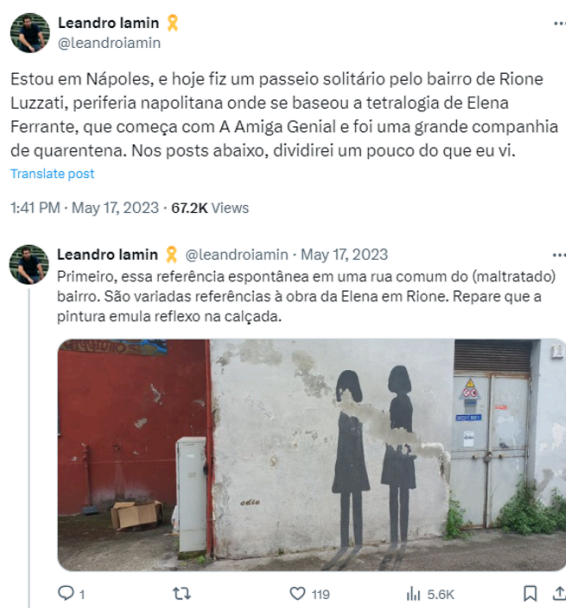 Leandro Iamin
@leandroiamin
Estou em Nápoles, e hoje fiz um passeio solitário pelo bairro de Rione
Luzzati, periferia napolitana onde se baseou a tetralogia de Elena
Ferrante, que começa com A Amiga Genial e foi uma grande companhia
de quarentena. Nos posts abaixo, dividirei um pouco do que eu vi.
Translate post
1:41 PM · May 17, 2023 · 67.2K Views
Leandro Iamin @leandroiamin · May 17, 2023
Primeiro, essa referência espontânea em uma rua comum do (maltratado)
bairro. São variadas referências à obra da Elena em Rione. Repare que a
pintura emula reflexo na calçada.
1
119
5.6K